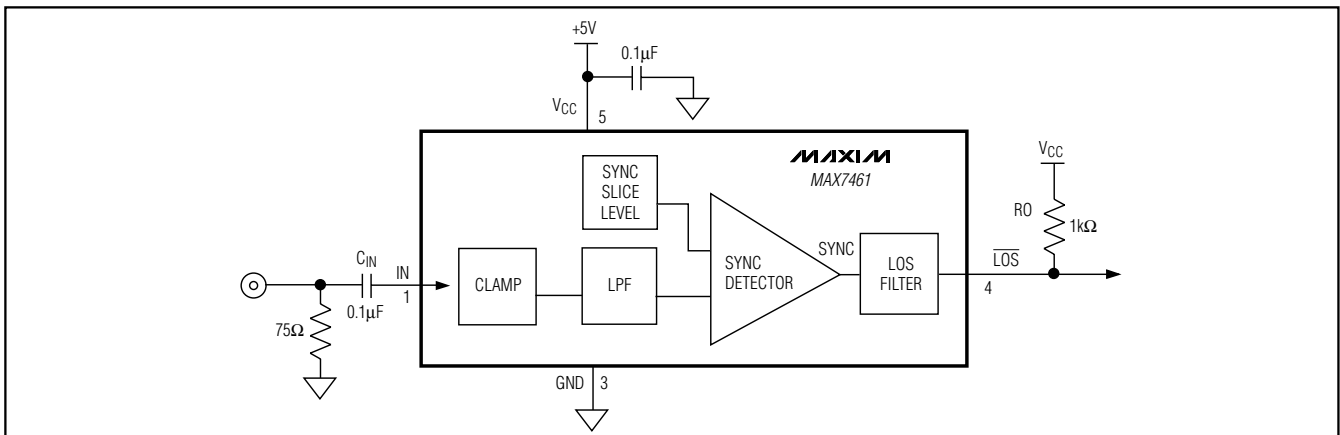 +5V
0.1µF
VCC
5
MAXIM
MAX7461
VCC
SYNC
SLICE
LEVEL
RO
1kΩ
CIN
IN
1
0.1µF
75Ω
CLAMP
LPF
SYNC
DETECTOR
SYNC
LOS
FILTER
LOS
4
GND
3